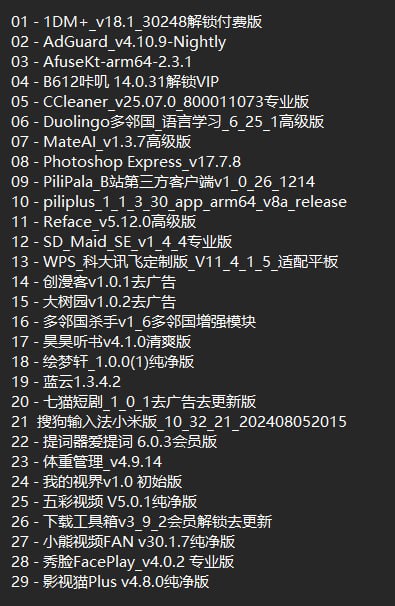 01 - 1DM+_v18.1_30248解锁付费版
02 - AdGuard_v4.10.9-Nightly
03 - AfuseKt-arm64-2.3.1
04 - B612咔叽 14.0.31解锁VIP
05 - CCleaner_v25.07.0_800011073专业版
06 - Duolingo多邻国_语言学习_6_25_1高级版
07 - MateAI_v1.3.7高级版
08 - Photoshop Express_v17.7.8
09 - PiliPala_B站第三方客户端v1_0_26_1214
10 - piliplus_1_1_3_30_app_arm64_v8a_release
11 - Reface_v5.12.0高级版
12 - SD_Maid_SE_v1_4_4专业版
13 - WPS_科大讯飞定制版_V11_4_1_5_适配平板
14 - 创漫客v1.0.1去广告
15 - 大树园v1.0.2去广告
16 - 多邻国杀手v1_6多邻国增强模块
17 - 昊昊听书v4.1.0清爽版
18 - 绘梦轩_1.0.0(1)纯净版
19 - 蓝云1.3.4.2
20 - 七猫短剧_1_0_1去广告去更新版
21  搜狗输入法小米版_10_32_21_202408052015
22 - 提词器爱提词 6.0.3会员版
23 - 体重管理_v4.9.14
24 - 我的视界v1.0 初始版
25 - 五彩视频 V5.0.1纯净版
26 - 下载工具箱v3_9_2会员解锁去更新
27 - 小熊视频FAN v30.1.7纯净版
28 - 秀脸FacePlay_v4.0.2 专业版
29 - 影视猫Plus v4.8.0纯净版